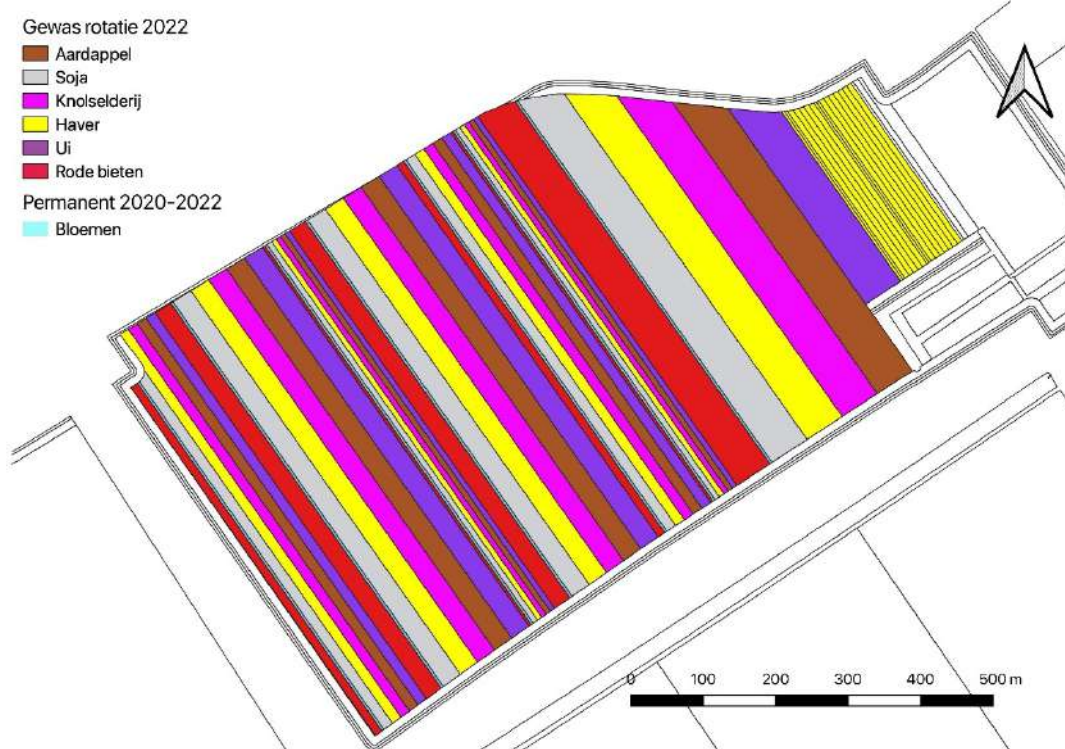 Gewas rotatie 2022
Aardappel
Soja
Knolselderij
Haver
Ui
Rode bieten
Permanent 2020-2022
Bloemen
0 100 200 300 400 500 m